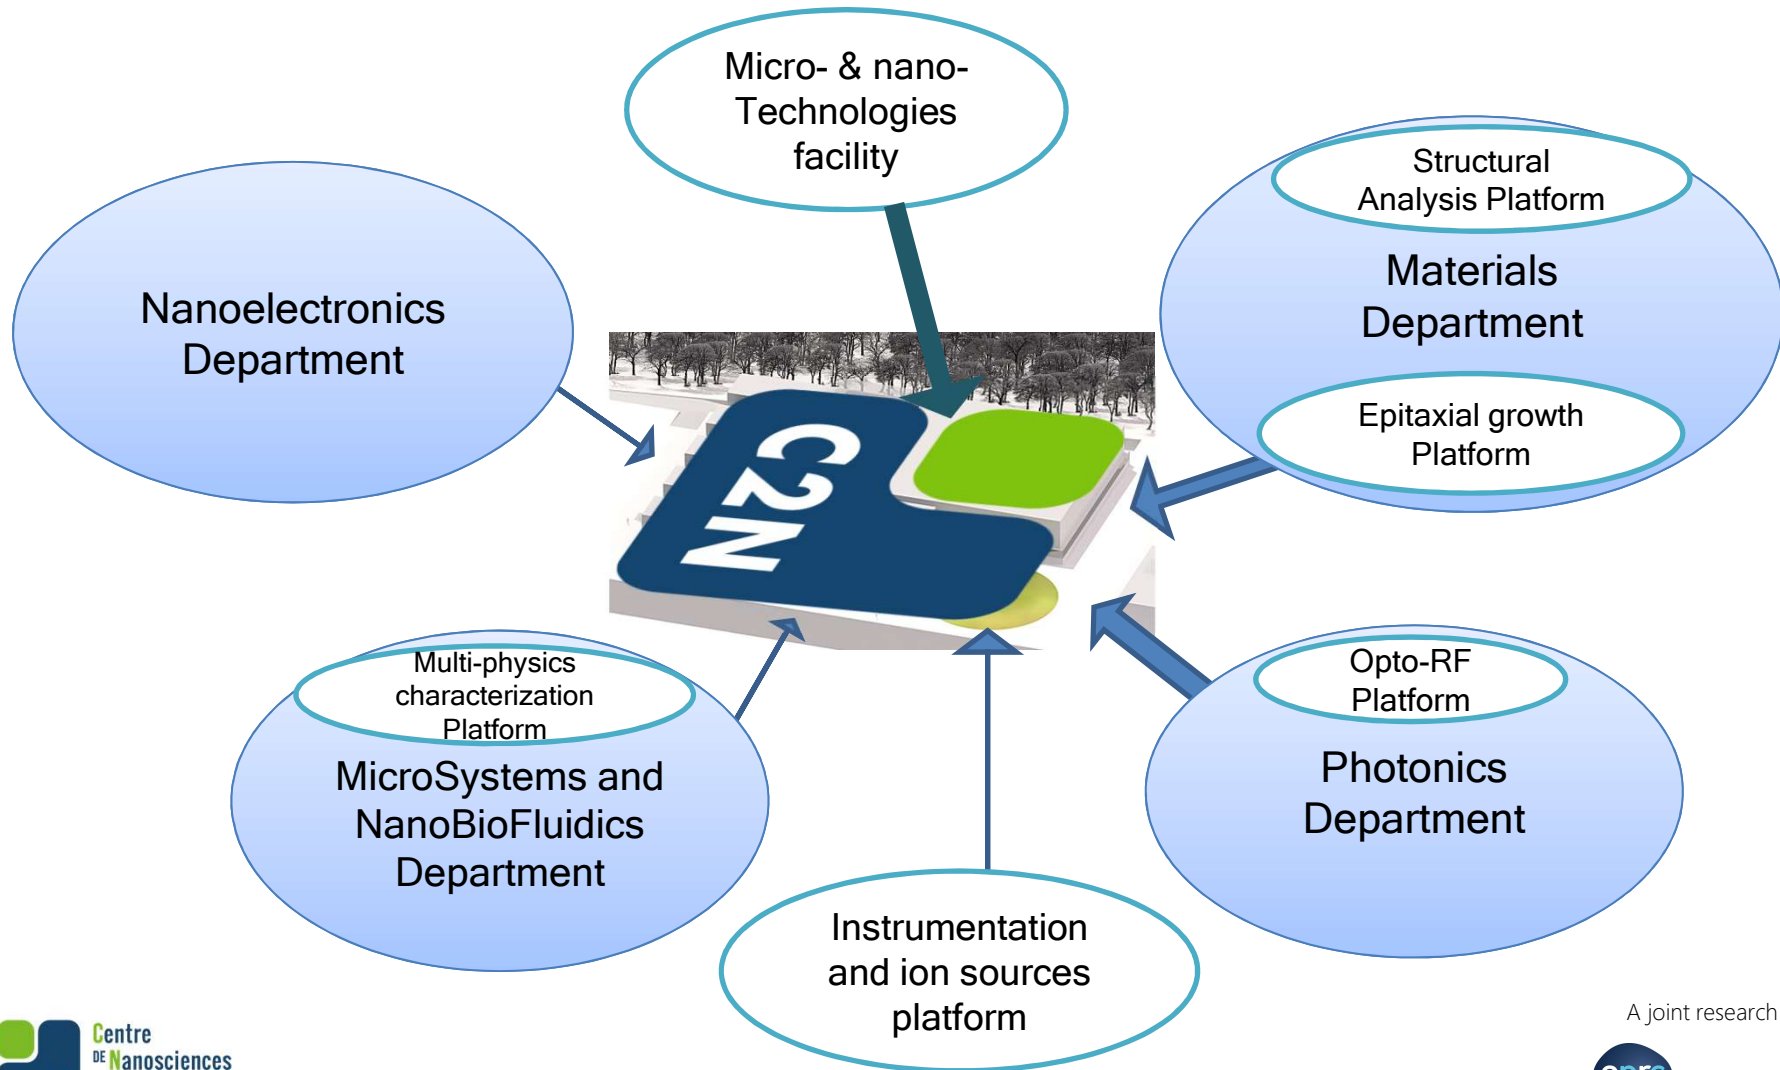 Micro- & nano-
Technologies
facility
Structural
Analysis Platform
Materials
Department
Epitaxial growth
Platform
Nanoelectronics
Department
C2N
Multi-physics
characterization
Platform
MicroSystems and
NanoBioFluidics
Department
Opto-RF
Platform
Photonics
Department
Instrumentation
and ion sources
platform
A joint research
Centre
DE Nanosciences